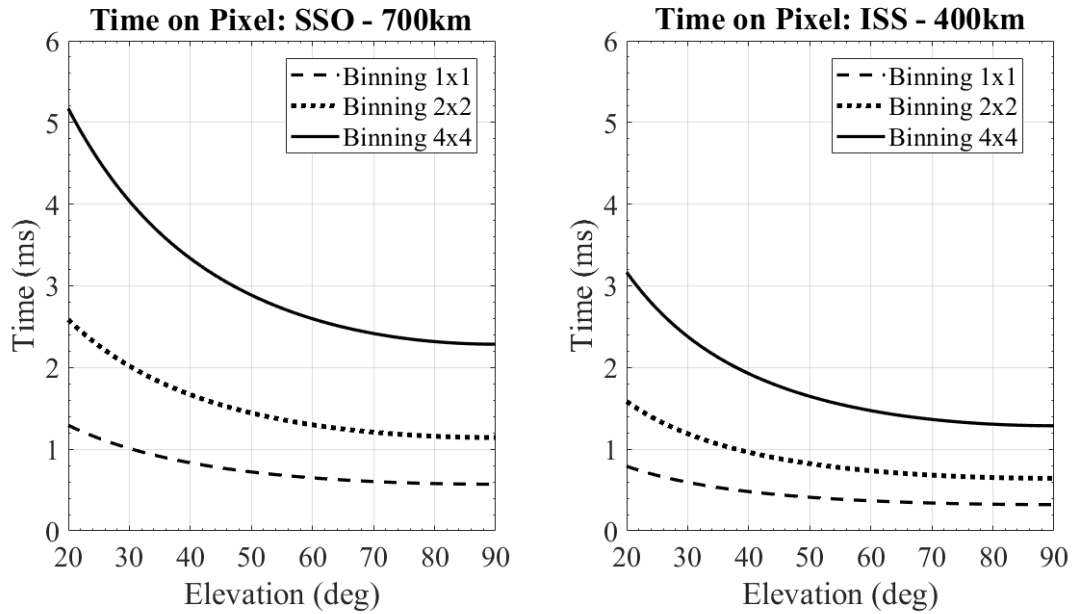 Time on Pixel: SSO - 700km
Binning 1x1
Binning 2x2
Binning 4x4
Time (ms)
6
5
4
3
2
1
0
20 30 40 50 60 70 80 90
Elevation (deg)
Time on Pixel: ISS - 400km
Binning 1x1
Binning 2x2
Binning 4x4
Time (ms)
6
5
4
3
2
1
0
20 30 40 50 60 70 80 90
Elevation (deg)